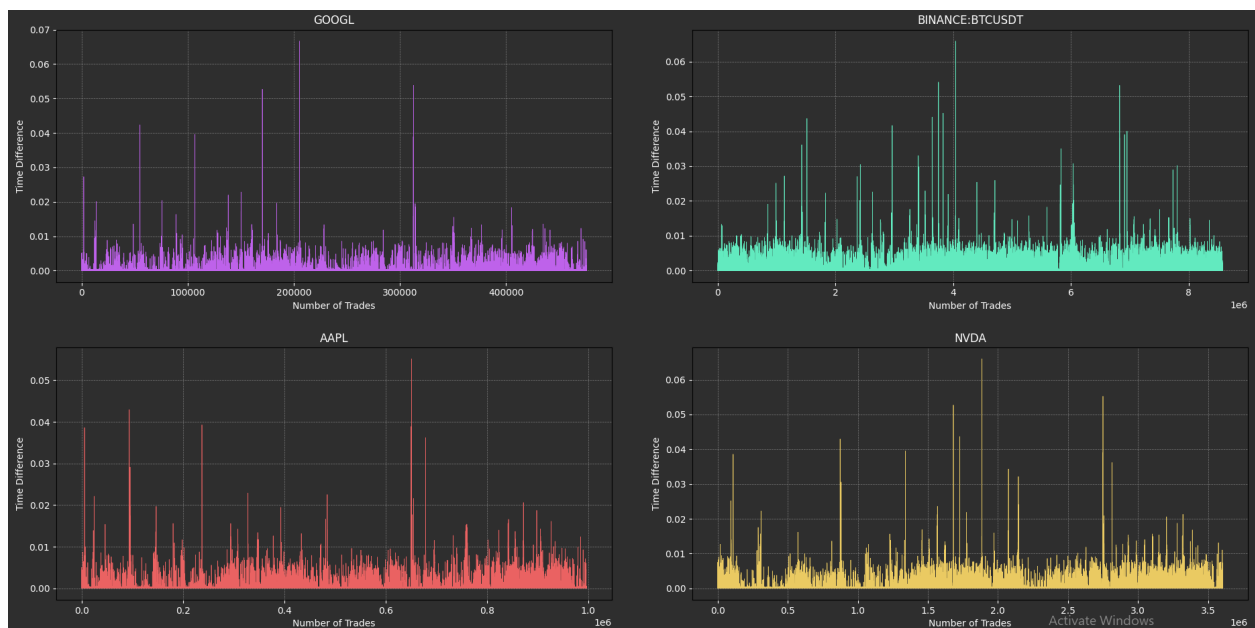 GOOGL
0.07
0.06
0.05
0.04
0.03
0.02
0.01
0.00
Time Difference
0 100000 200000 300000 400000
Number of Trades
BINANCE:BTCUSDT
0.06
0.05
0.04
0.03
0.02
0.01
0.00
Time Difference
0 2 4 6 8
1e6
Number of Trades
AAPL
0.05
0.04
0.03
0.02
0.01
0.00
Time Difference
0.0 0.2 0.4 0.6 0.8 1.0
1e6
Number of Trades
NVDA
0.06
0.05
0.04
0.03
0.02
0.01
0.00
Time Difference
0.0 0.5 1.0 1.5 2.0 2.5 3.0 3.5
1e6
Number of Trades
Activate Windows